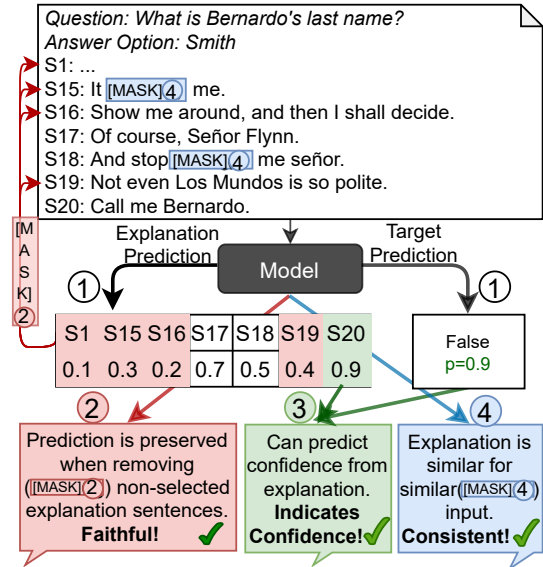 Question: What is Bernardo's last name?
Answer Option: Smith
S1: ...
S15: It [MASK]4 me.
S16: Show me around, and then I shall decide.
S17: Of course, Señor Flynn.
S18: And stop [MASK]4 me señor.
S19: Not even Los Mundos is so polite.
S20: Call me Bernardo.
[MASK]
2
Explanation
Prediction
Target
Prediction
Model
1
1
S1 S15 S16 S17 S18 S19 S20
0.1 0.3 0.2 0.7 0.5 0.4 0.9
False
p=0.9
2
Prediction is preserved
when removing
([MASK]2) non-selected
explanation sentences.
Faithful!
3
Can predict
confidence from
explanation.
Indicates
Confidence!
4
Explanation is
similar for
similar([MASK]4)
input.
Consistent!